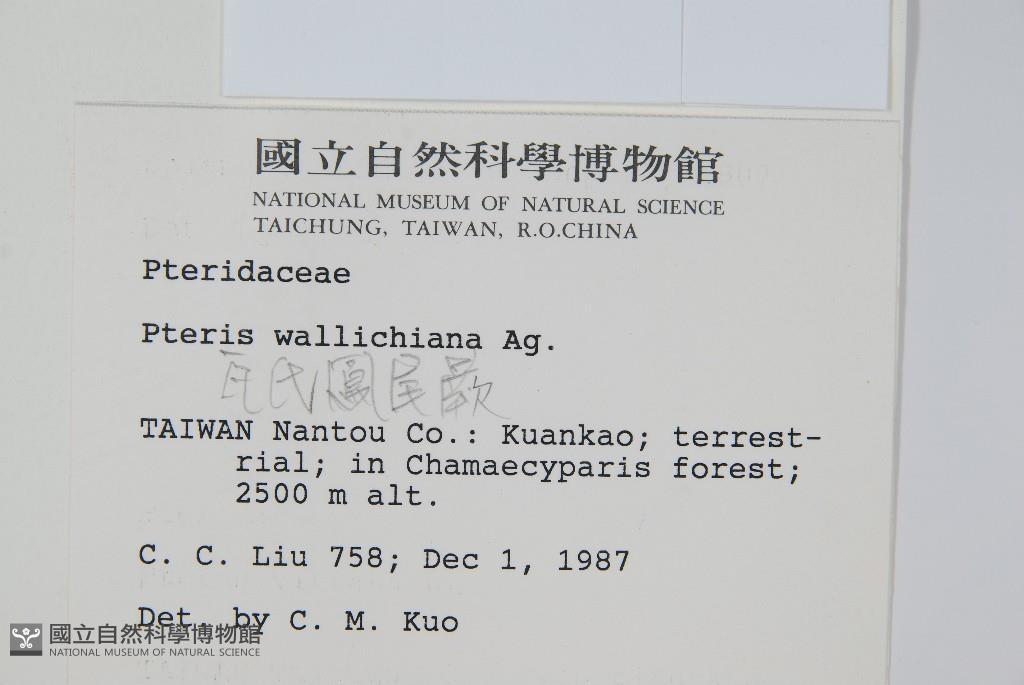 國立自然科學博物館
NATIONAL MUSEUM OF NATURAL SCIENCE
TAICHUNG, TAIWAN, R.O.CHINA
Pteridaceae
Pteris wallichiana Ag.
瓦氏鳳尾蕨
TAIWAN Nantou Co.: Kuankao; terrest-
rial; in Chamaecyparis forest;
2500 m alt.
C. C. Liu 758; Dec 1, 1987
Det. by C. M. Kuo
國立自然科學博物館
NATIONAL MUSEUM OF NATURAL SCIENCE